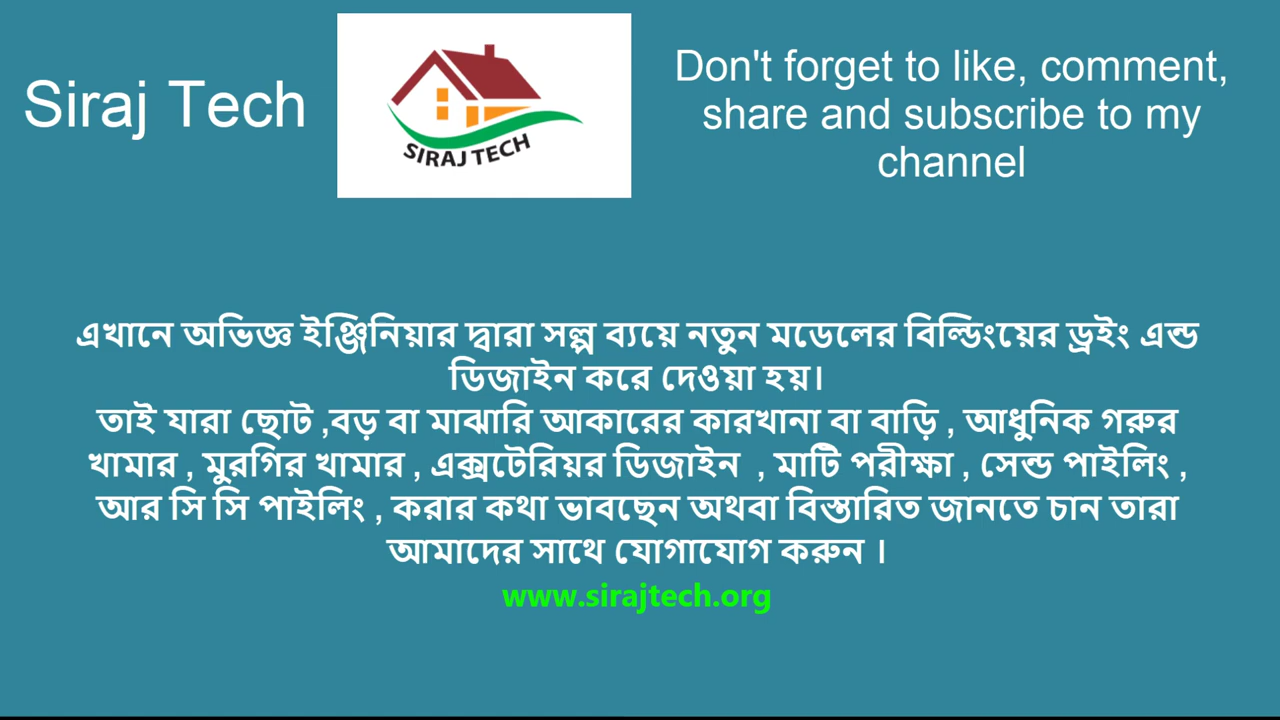 Siraj Tech
SIRAJ TECH
Don't forget to like, comment,
share and subscribe to my
channel
এখানে অভিজ্ঞ ইঞ্জিনিয়ার দ্বারা সল্প ব্যয়ে নতুন মডেলের বিল্ডিংয়ের ড্রইং এন্ড
ডিজাইন করে দেওয়া হয়।
তাই যারা ছোট ,বড় বা মাঝারি আকারের কারখানা বা বাড়ি , আধুনিক গরুর
খামার , মুরগির খামার , এক্সটেরিয়র ডিজাইন , মাটি পরীক্ষা , সেন্ড পাইলিং ,
আর সি সি পাইলিং , করার কথা ভাবছেন অথবা বিস্তারিত জানতে চান তারা
আমাদের সাথে যোগাযোগ করুন ।
www.sirajtech.org